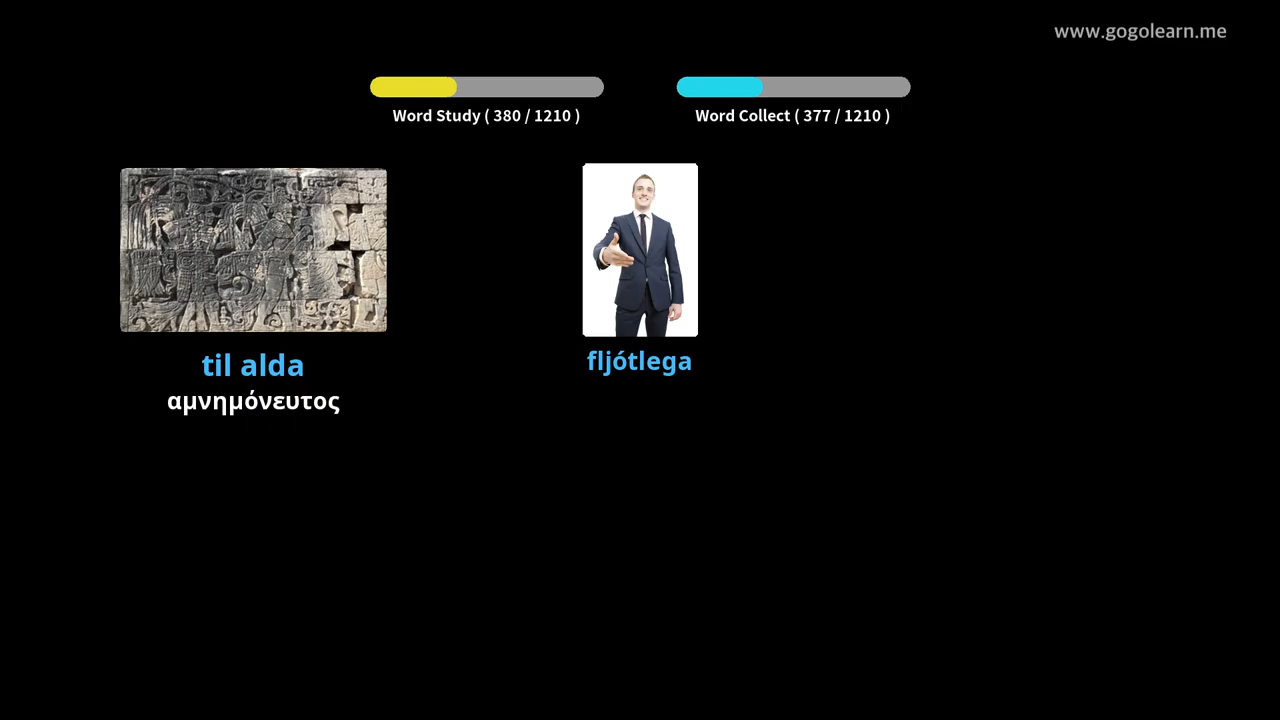 www.gogolearn.me
Word Study ( 380 / 1210 )
Word Collect ( 377 / 1210 )
til alda
αμνημόνευτος
fljótlega